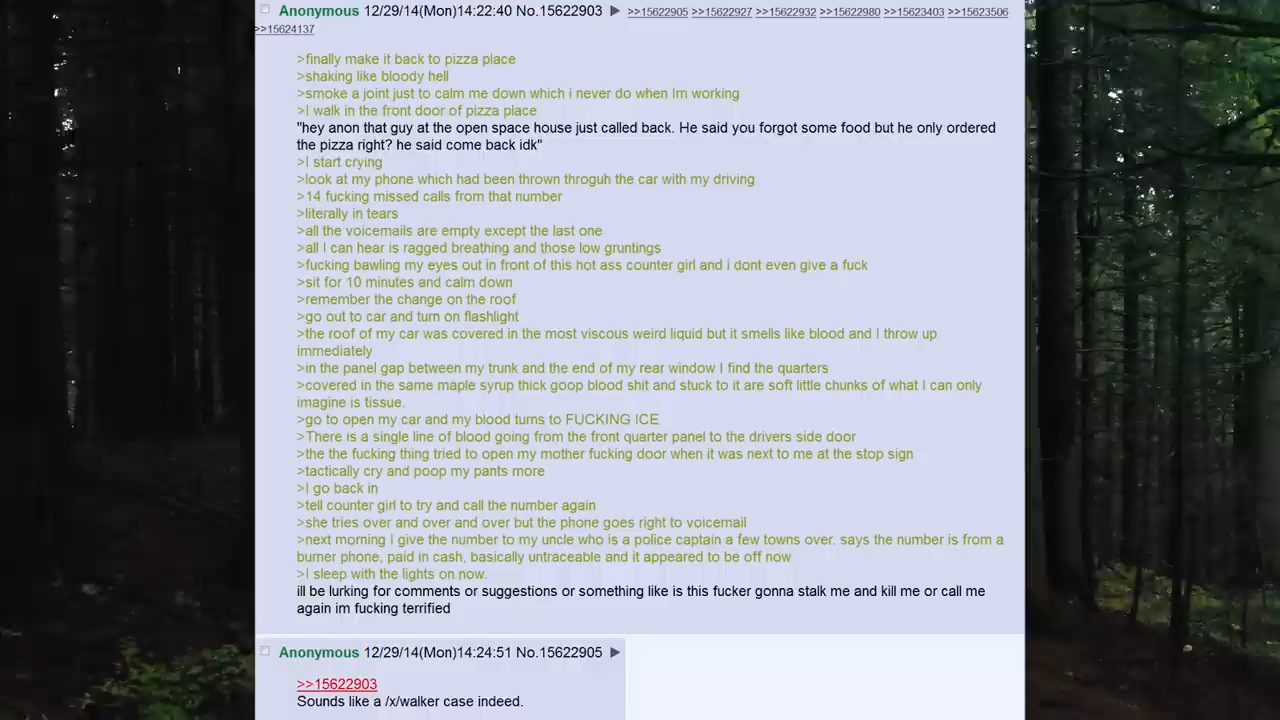 Anonymous 12/29/14(Mon)14:22:40 No.15622903 ▶ >>15622905 >>15622927 >>15622932 >>15622980 >>15623403 >>15623506
>>15624137
>finally make it back to pizza place
>shaking like bloody hell
>smoke a joint just to calm me down which i never do when Im working
>I walk in the front door of pizza place
"hey anon that guy at the open space house just called back. He said you forgot some food but he only ordered
the pizza right? he said come back idk"
>I start crying
>look at my phone which had been thrown throguh the car with my driving
>14 fucking missed calls from that number
>literally in tears
>all the voicemails are empty except the last one
>all I can hear is ragged breathing and those low gruntings
>fucking bawling my eyes out in front of this hot ass counter girl and i dont even give a fuck
>sit for 10 minutes and calm down
>remember the change on the roof
>go out to car and turn on flashlight
>the roof of my car was covered in the most viscous weird liquid but it smells like blood and I throw up
immediately
>in the panel gap between my trunk and the end of my rear window I find the quarters
>covered in the same maple syrup thick goop blood shit and stuck to it are soft little chunks of what I can only
imagine is tissue.
>go to open my car and my blood turns to FUCKING ICE
>There is a single line of blood going from the front quarter panel to the drivers side door
>the the fucking thing tried to open my mother fucking door when it was next to me at the stop sign
>tactically cry and poop my pants more
>I go back in
>tell counter girl to try and call the number again
>she tries over and over and over but the phone goes right to voicemail
>next morning I give the number to my uncle who is a police captain a few towns over. says the number is from a
burner phone, paid in cash, basically untraceable and it appeared to be off now
>I sleep with the lights on now.
ill be lurking for comments or suggestions or something like is this fucker gonna stalk me and kill me or call me
again im fucking terrified
Anonymous 12/29/14(Mon)14:24:51 No.15622905 ▶
>>15622903
Sounds like a /x/walker case indeed.